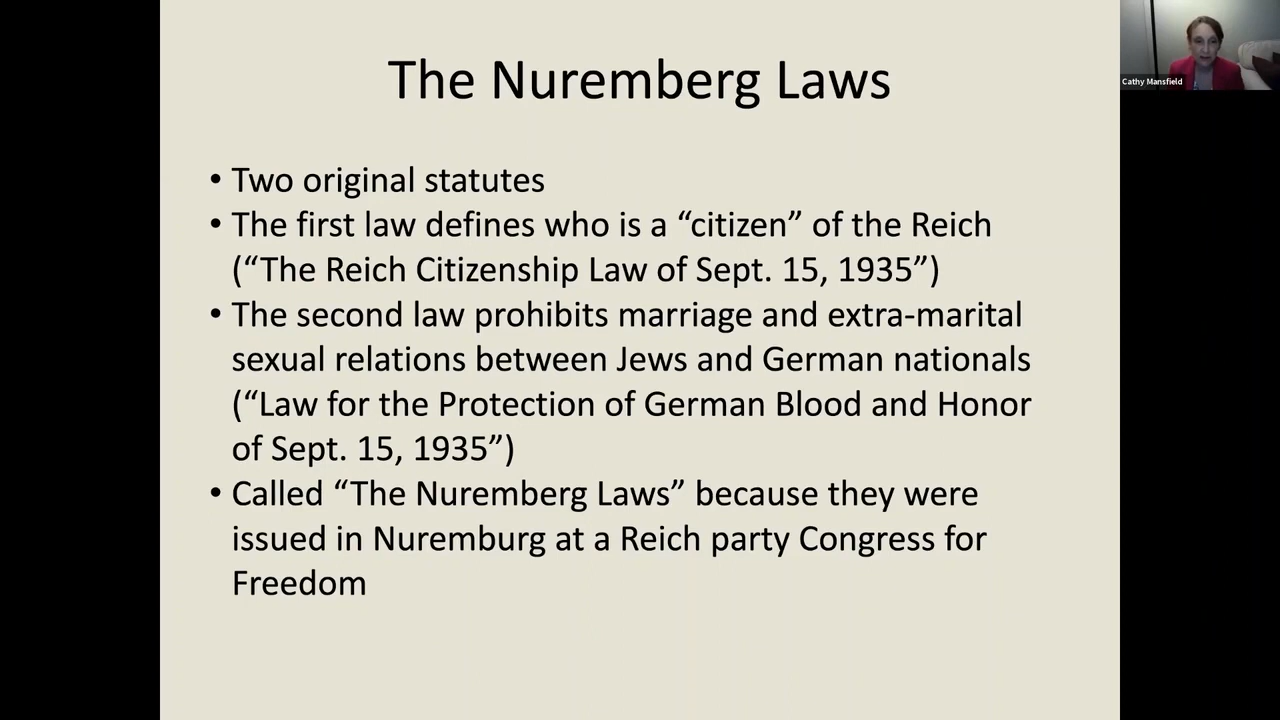 The Nuremberg Laws
• Two original statutes
• The first law defines who is a “citizen” of the Reich
(“The Reich Citizenship Law of Sept. 15, 1935”)
• The second law prohibits marriage and extra-marital
sexual relations between Jews and German nationals
(“Law for the Protection of German Blood and Honor
of Sept. 15, 1935”)
• Called “The Nuremberg Laws” because they were
issued in Nuremburg at a Reich party Congress for
Freedom
Cathy Mansfield